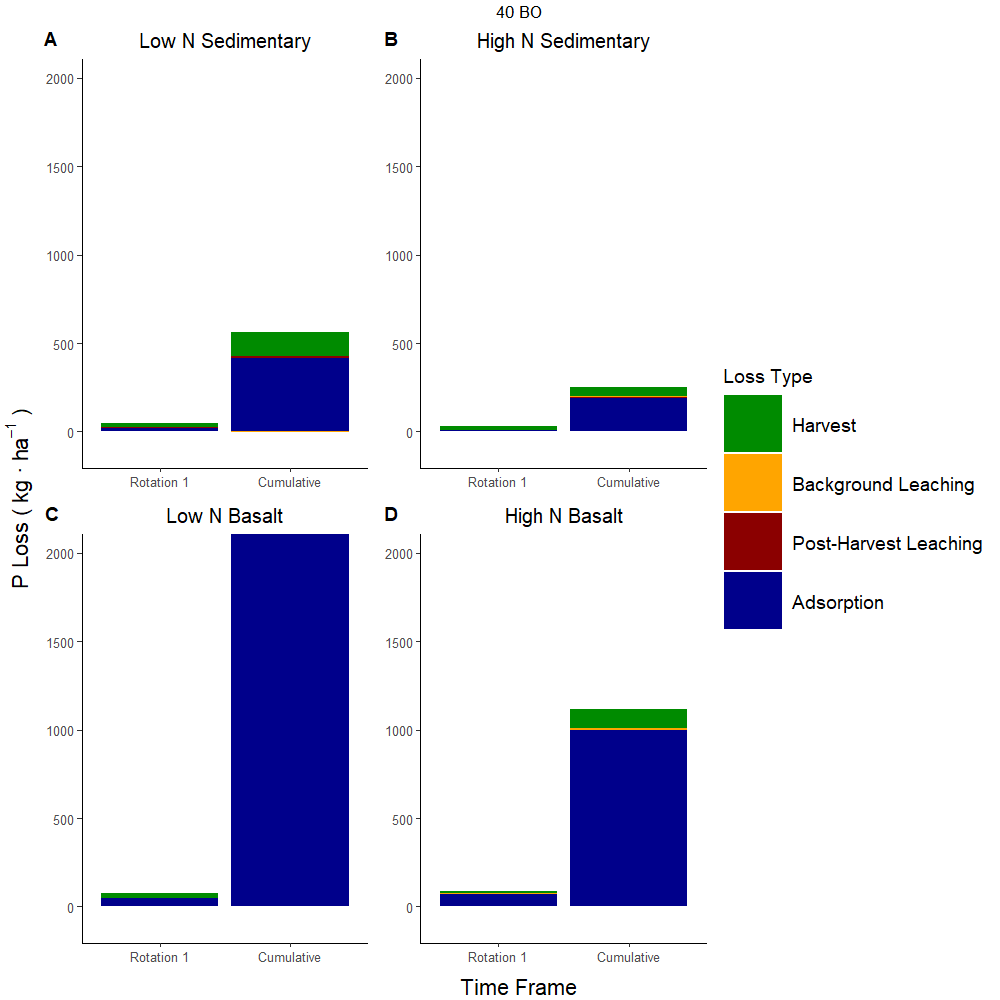 40 BO
A Low N Sedimentary
B High N Sedimentary
2000
1500
1000
500
0
Rotation 1 Cumulative
2000
1500
1000
500
0
Rotation 1 Cumulative
C Low N Basalt
D High N Basalt
2000
1500
1000
500
0
Rotation 1 Cumulative
2000
1500
1000
500
0
Rotation 1 Cumulative
P Loss ( kg · ha⁻¹ )
Time Frame
Loss Type
Harvest
Background Leaching
Post-Harvest Leaching
Adsorption